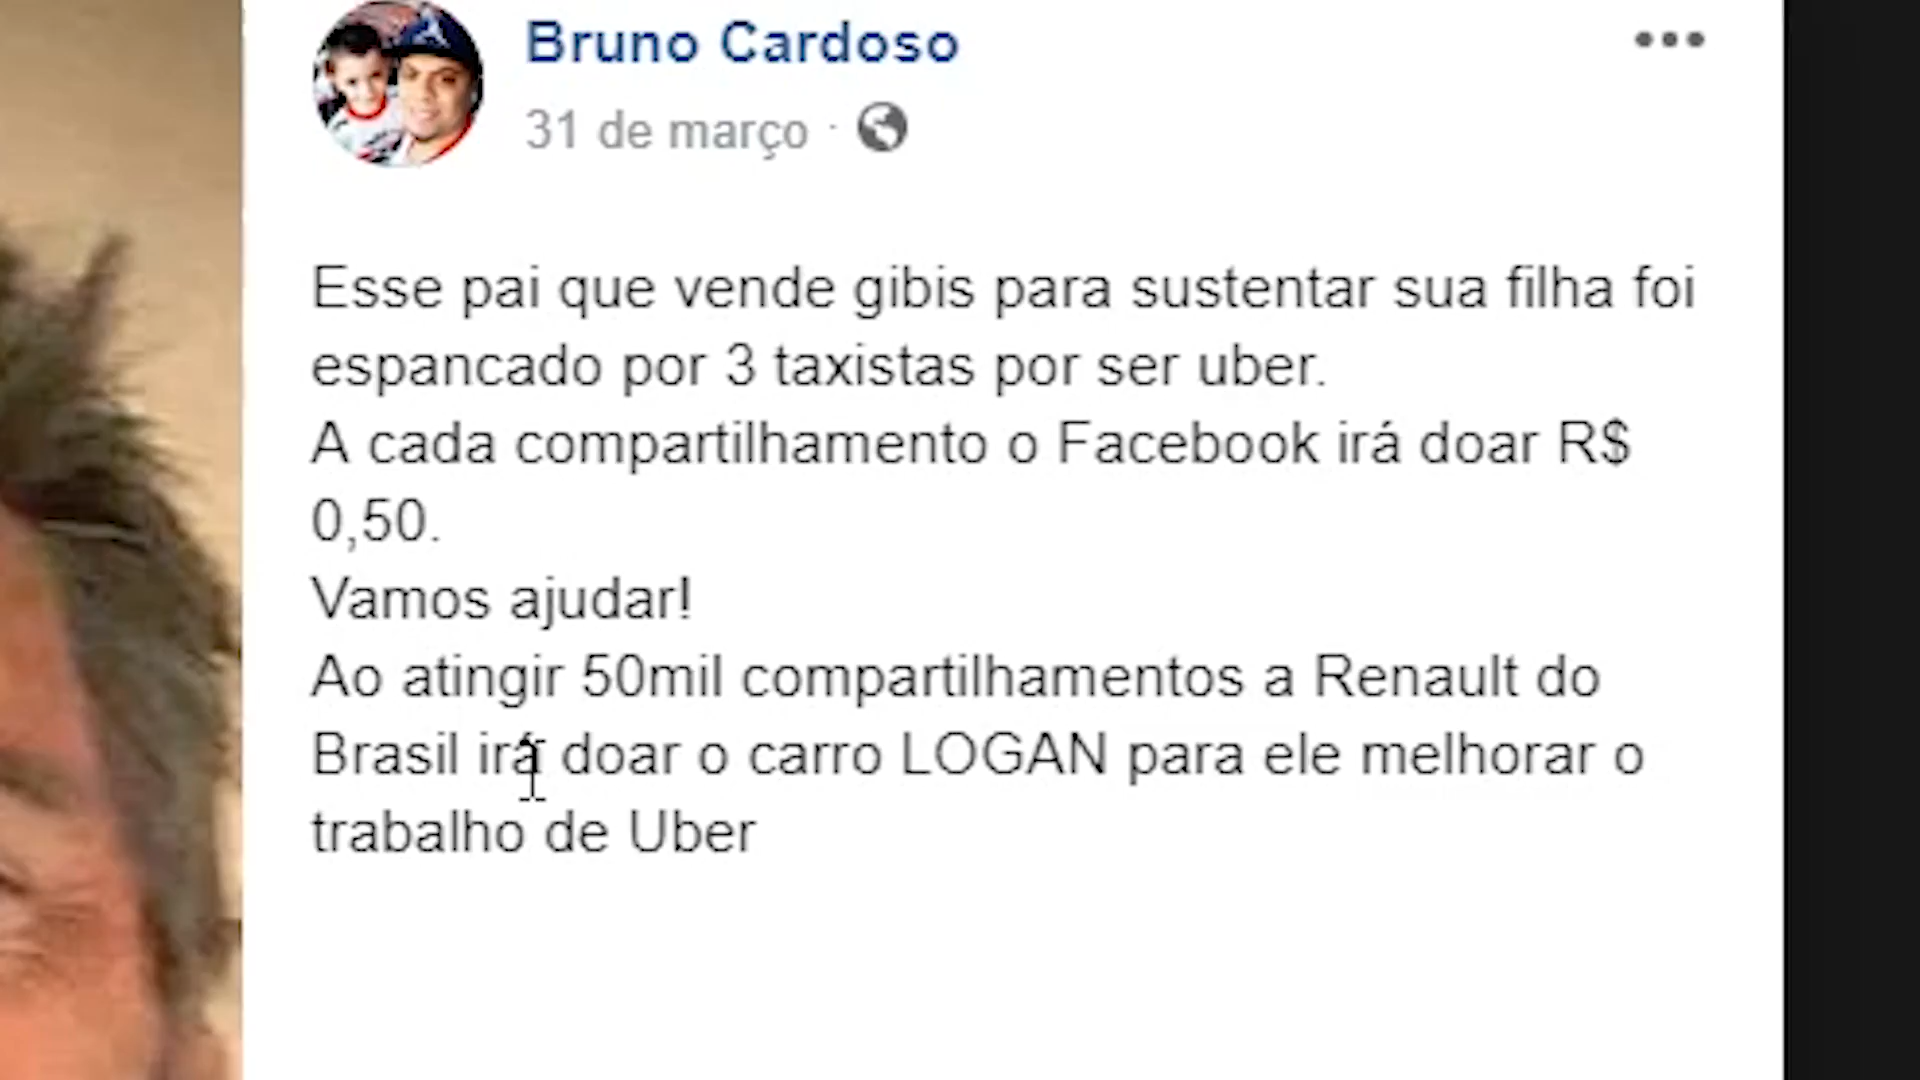 Bruno Cardoso
31 de março ·
Esse pai que vende gibis para sustentar sua filha foi
espancado por 3 taxistas por ser uber.
A cada compartilhamento o Facebook irá doar R$
0,50.
Vamos ajudar!
Ao atingir 50mil compartilhamentos a Renault do
Brasil irá doar o carro LOGAN para ele melhorar o
trabalho de Uber